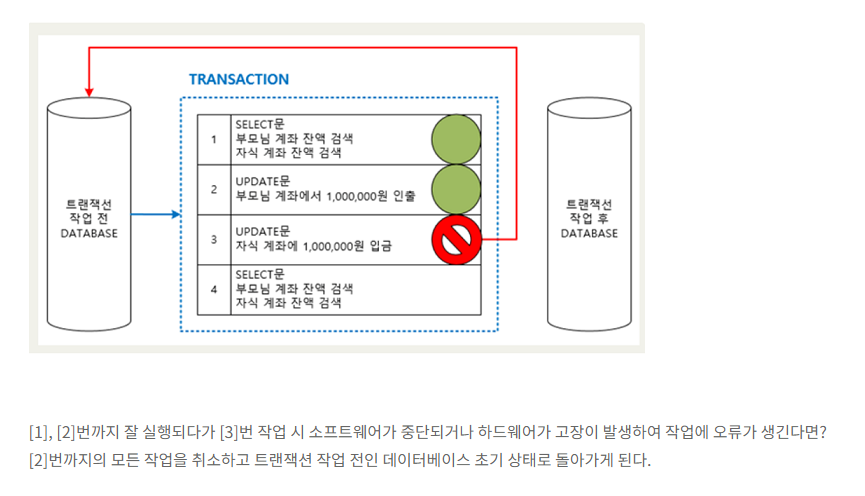 TRANSACTION
트랜잭션
작업 전
DATABASE
1
SELECT문
부모님 계좌 잔액 검색
자식 계좌 잔액 검색
2
UPDATE문
부모님 계좌에서 1,000,000원 인출
3
UPDATE문
자식 계좌에 1,000,000원 입금
4
SELECT문
부모님 계좌 잔액 검색
자식 계좌 잔액 검색
트랜잭션
작업 후
DATABASE
[1], [2]번까지 잘 실행되다가 [3]번 작업 시 소프트웨어가 중단되거나 하드웨어가 고장이 발생하여 작업에 오류가 생긴다면?
[2]번까지의 모든 작업을 취소하고 트랜잭션 작업 전인 데이터베이스 초기 상태로 돌아가게 된다.